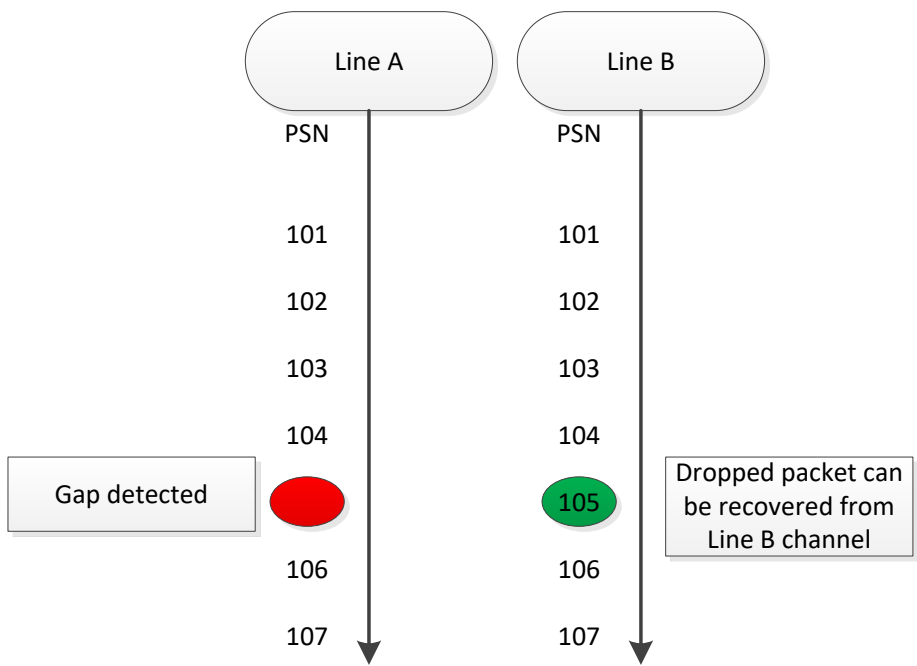 Line A Line B
PSN PSN
101 101
102 102
103 103
104 104
Gap detected 105 Dropped packet can
be recovered from
Line B channel
106 106
107 107